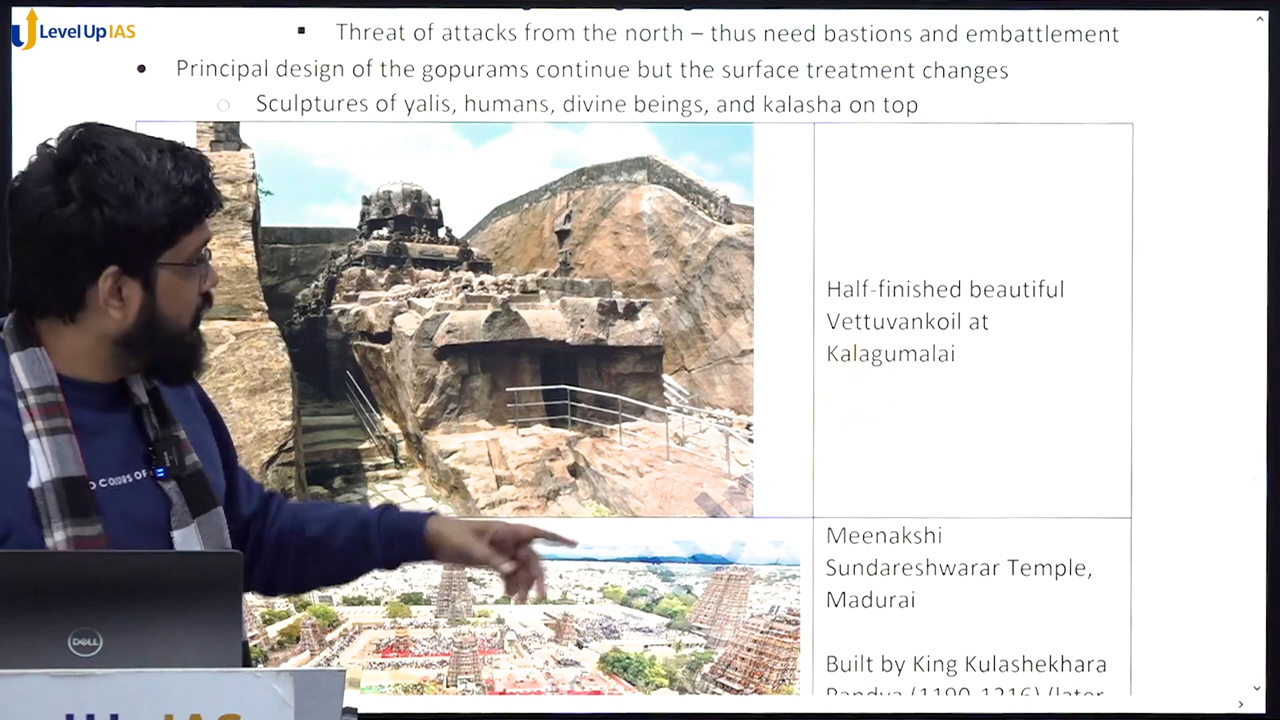 Level Up IAS
Threat of attacks from the north – thus need bastions and embattlement
Principal design of the gopurams continue but the surface treatment changes
Sculptures of yalis, humans, divine beings, and kalasha on top
Half-finished beautiful
Vettuvankoil at
Kalagumalai
COLORS OF
DELL
Meenakshi
Sundareshwarar Temple,
Madurai
Built by King Kulashekhara
Pandya (1190-1216) (later